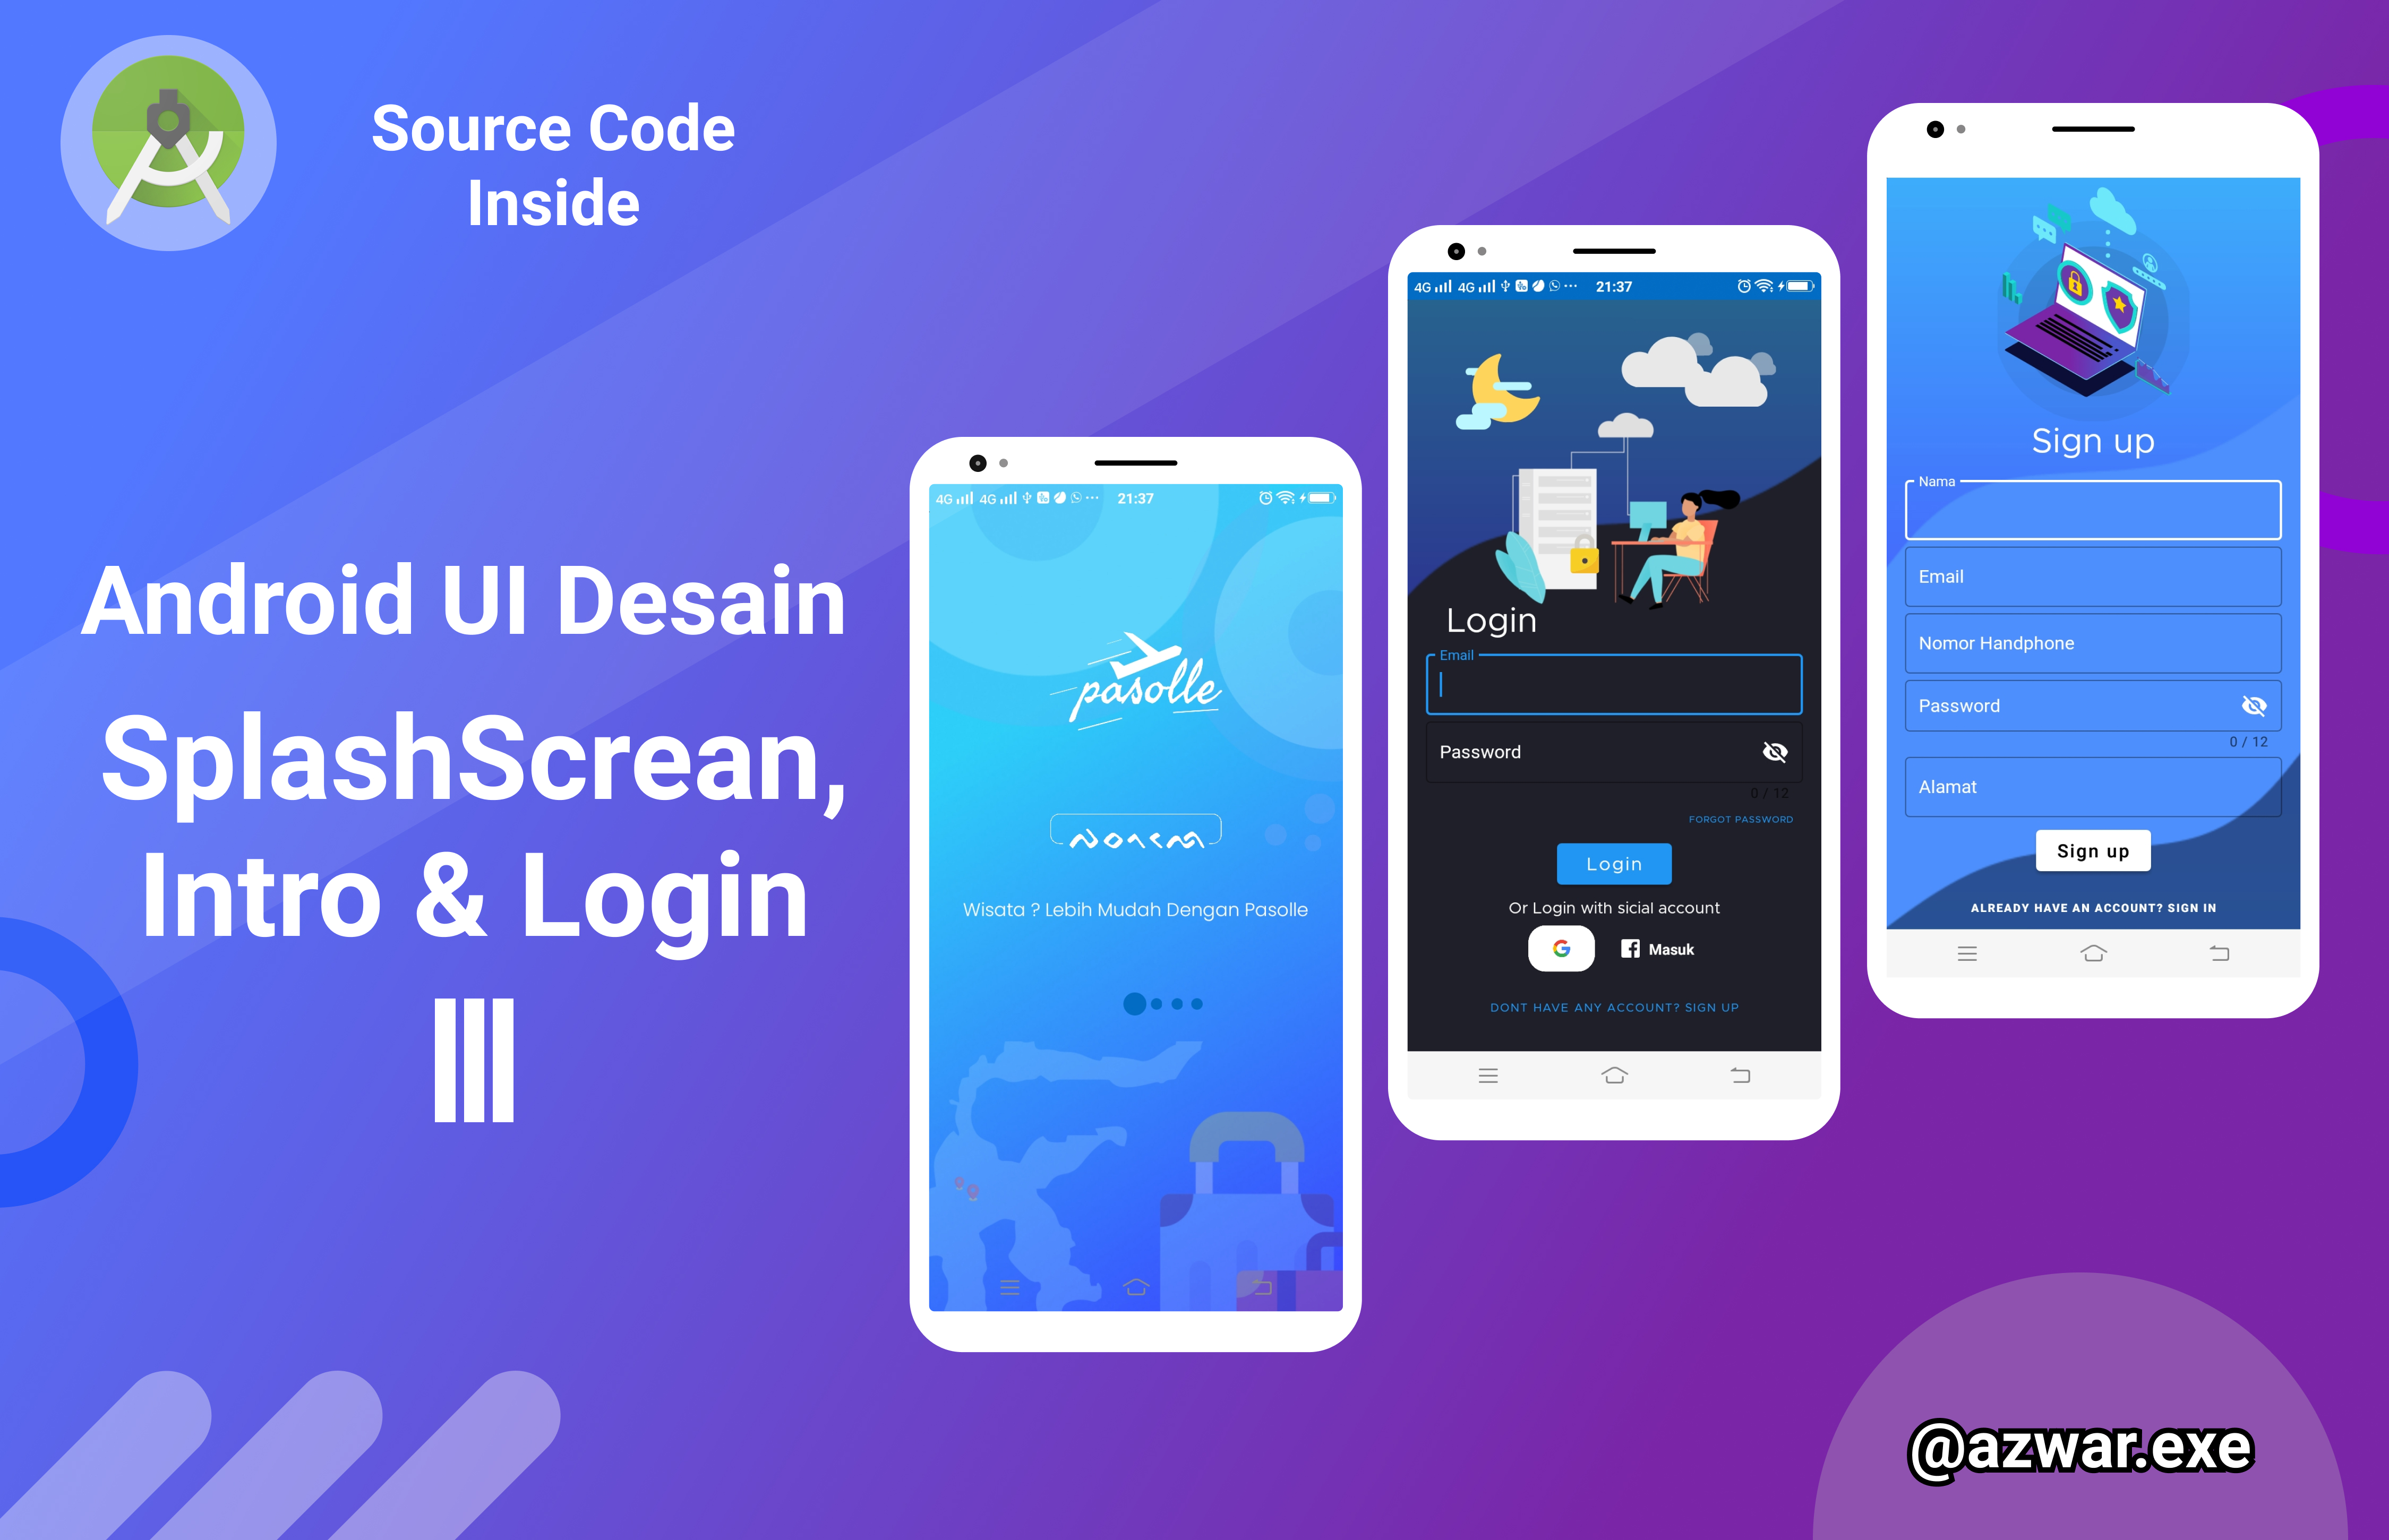 Source Code
Inside
Android UI Desain
SplashScrean,
Intro & Login
III
4G 4G 21:37
pasolle
Wisata ? Lebih Mudah Dengan Pasolle
4G 4G 21:37
Login
Email
Password
0 / 12
FORGOT PASSWORD
Login
Or Login with sicial account
G Masuk
DONT HAVE ANY ACCOUNT? SIGN UP
Sign up
Nama
Email
Nomor Handphone
Password
0 / 12
Alamat
Sign up
ALREADY HAVE AN ACCOUNT? SIGN IN
@azwar.exe